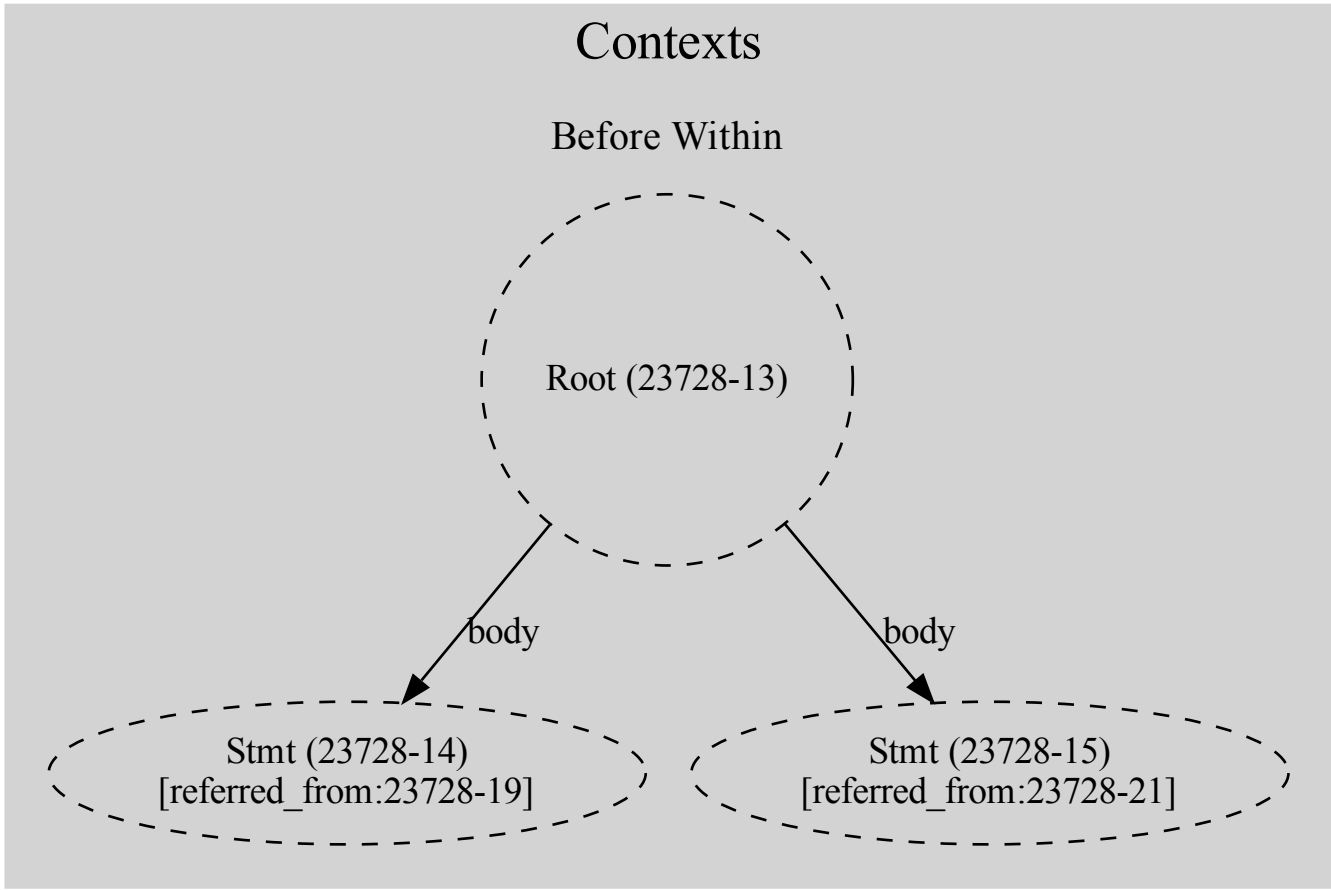 Contexts
Before Within
Root (23728-13)
body
body
Stmt (23728-14)
[referred_from:23728-19]
Stmt (23728-15)
[referred_from:23728-21]